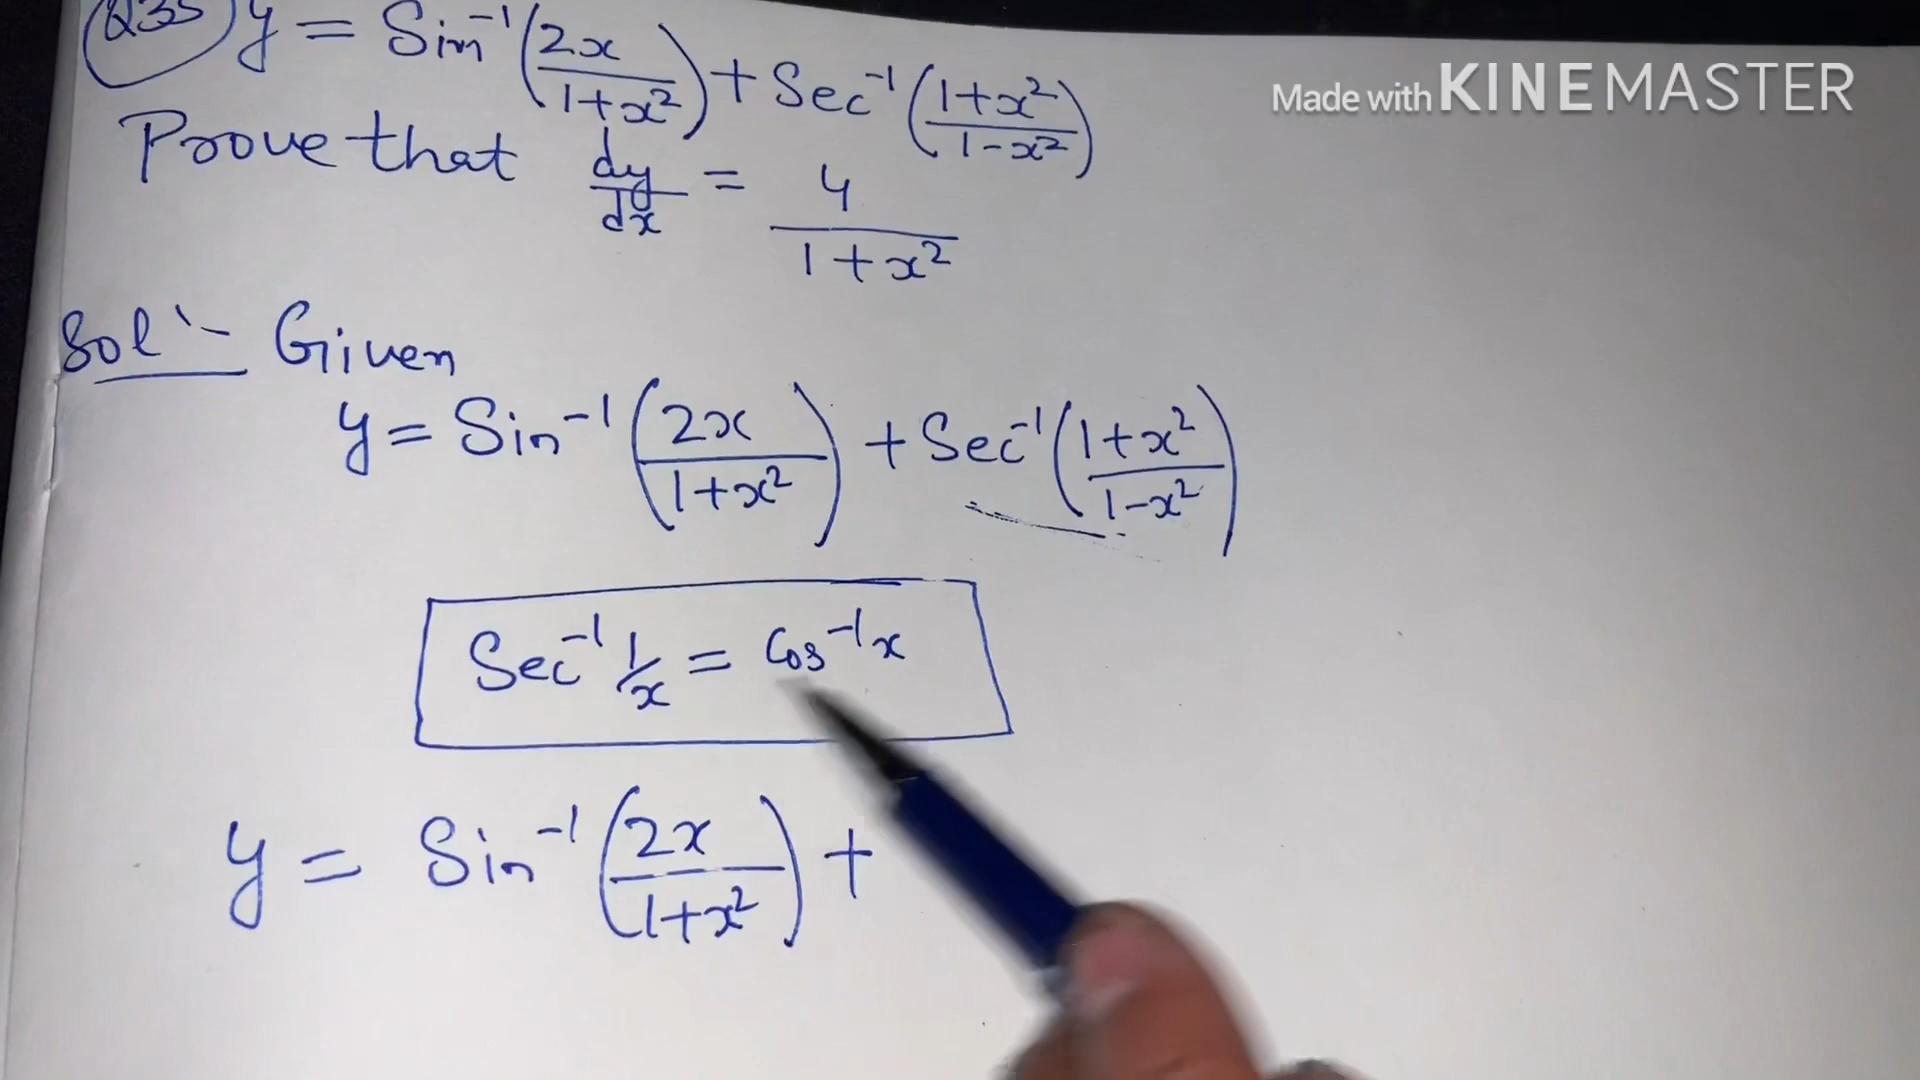 Q35 y = Sin⁻¹(2x/1+x²) + Sec⁻¹(1+x²/1-x²)
Made with KINEMASTER
Prove that dy/dx = 4/1+x²
Sol:- Given
y = Sin⁻¹(2x/1+x²) + Sec⁻¹(1+x²/1-x²)
Sec⁻¹ 1/x = Cos⁻¹x
y = Sin⁻¹(2x/1+x²) +